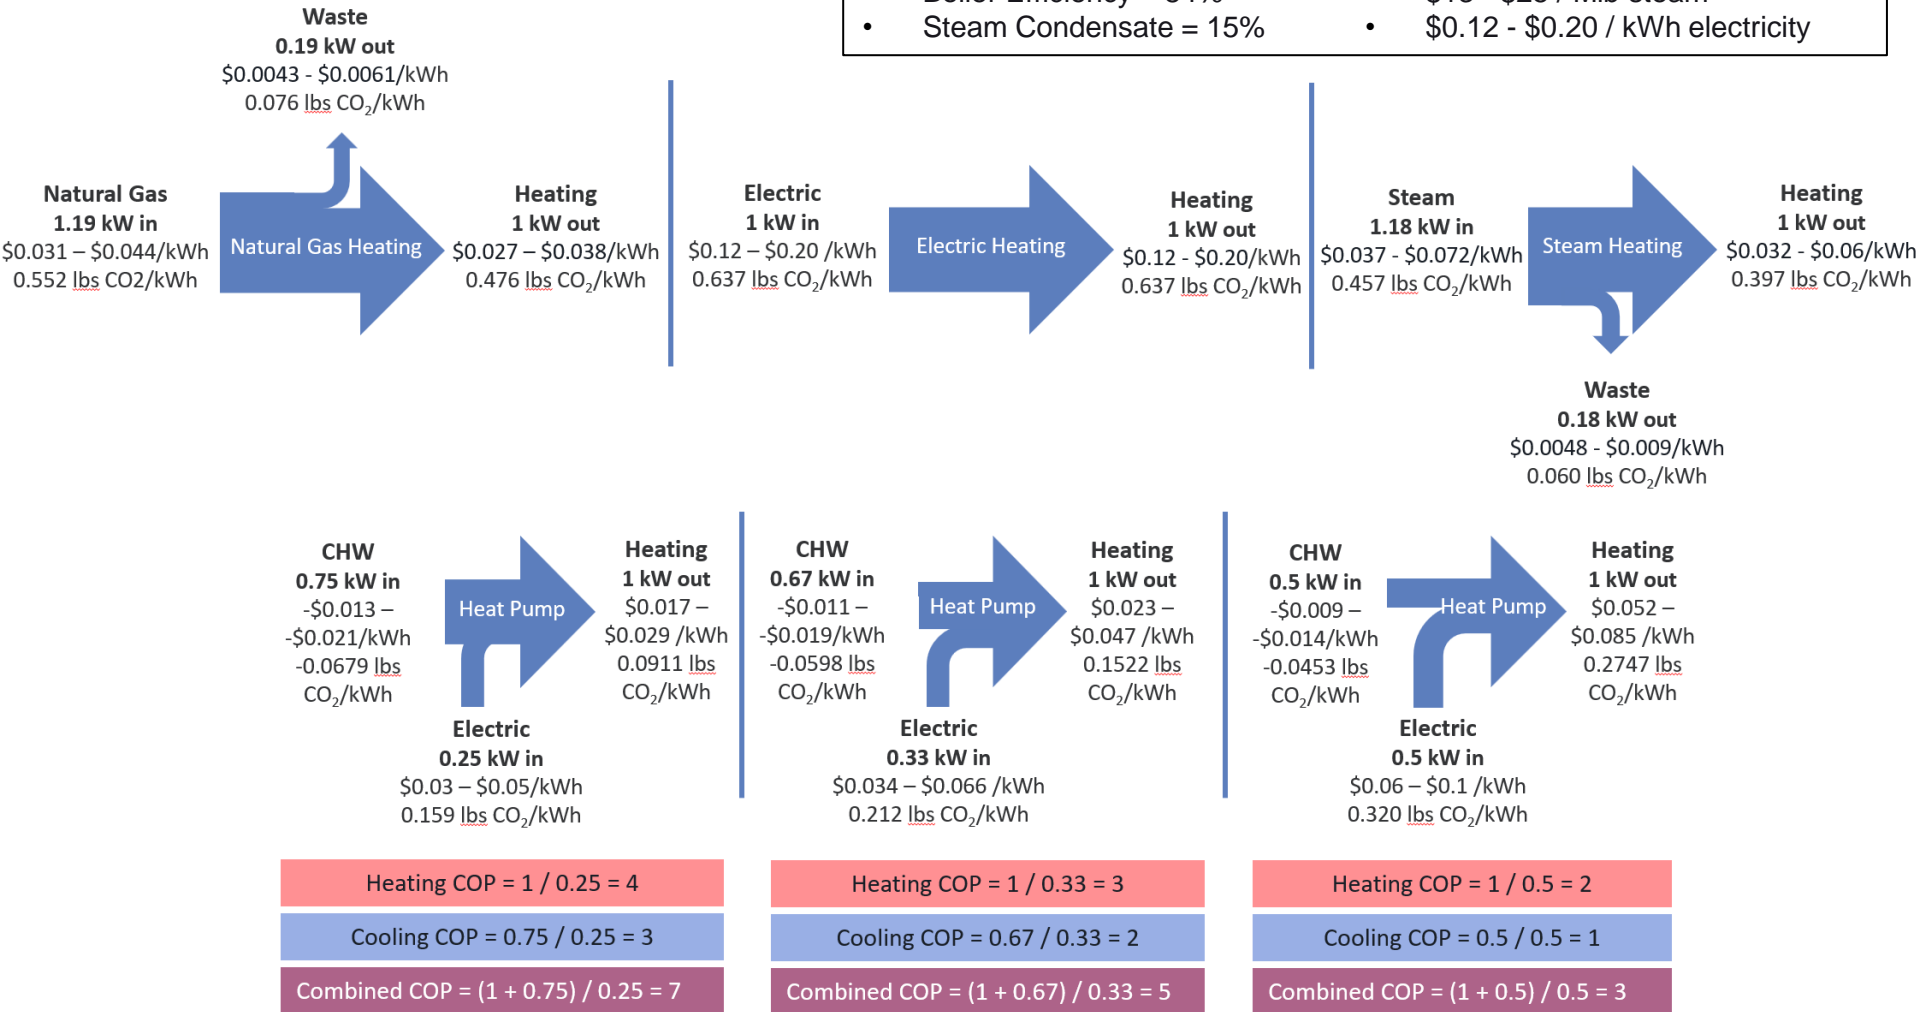 Steam Condensate = 15%
$0.12 - $0.20 / kWh electricity
Waste
0.19 kW out
$0.0043 - $0.0061/kWh
0.076 lbs CO₂/kWh
Natural Gas
1.19 kW in
$0.031 – $0.044/kWh
0.552 lbs CO2/kWh
Natural Gas Heating
Heating
1 kW out
$0.027 – $0.038/kWh
0.476 lbs CO₂/kWh
Electric
1 kW in
$0.12 – $0.20 /kWh
0.637 lbs CO₂/kWh
Electric Heating
Heating
1 kW out
$0.12 - $0.20/kWh
0.637 lbs CO₂/kWh
Steam
1.18 kW in
$0.037 - $0.072/kWh
0.457 lbs CO₂/kWh
Steam Heating
Heating
1 kW out
$0.032 - $0.06/kWh
0.397 lbs CO₂/kWh
Waste
0.18 kW out
$0.0048 - $0.009/kWh
0.060 lbs CO₂/kWh
CHW
0.75 kW in
-$0.013 –
-$0.021/kWh
-0.0679 lbs
CO₂/kWh
Heat Pump
Heating
1 kW out
$0.017 –
$0.029 /kWh
0.0911 lbs
CO₂/kWh
Electric
0.25 kW in
$0.03 – $0.05/kWh
0.159 lbs CO₂/kWh
CHW
0.67 kW in
-$0.011 –
-$0.019/kWh
-0.0598 lbs
CO₂/kWh
Heat Pump
Heating
1 kW out
$0.023 –
$0.047 /kWh
0.1522 lbs
CO₂/kWh
Electric
0.33 kW in
$0.034 – $0.066 /kWh
0.212 lbs CO₂/kWh
CHW
0.5 kW in
-$0.009 –
-$0.014/kWh
-0.0453 lbs
CO₂/kWh
Heat Pump
Heating
1 kW out
$0.052 –
$0.085 /kWh
0.2747 lbs
CO₂/kWh
Electric
0.5 kW in
$0.06 – $0.1 /kWh
0.320 lbs CO₂/kWh
Heating COP = 1 / 0.25 = 4
Cooling COP = 0.75 / 0.25 = 3
Combined COP = (1 + 0.75) / 0.25 = 7
Heating COP = 1 / 0.33 = 3
Cooling COP = 0.67 / 0.33 = 2
Combined COP = (1 + 0.67) / 0.33 = 5
Heating COP = 1 / 0.5 = 2
Cooling COP = 0.5 / 0.5 = 1
Combined COP = (1 + 0.5) / 0.5 = 3